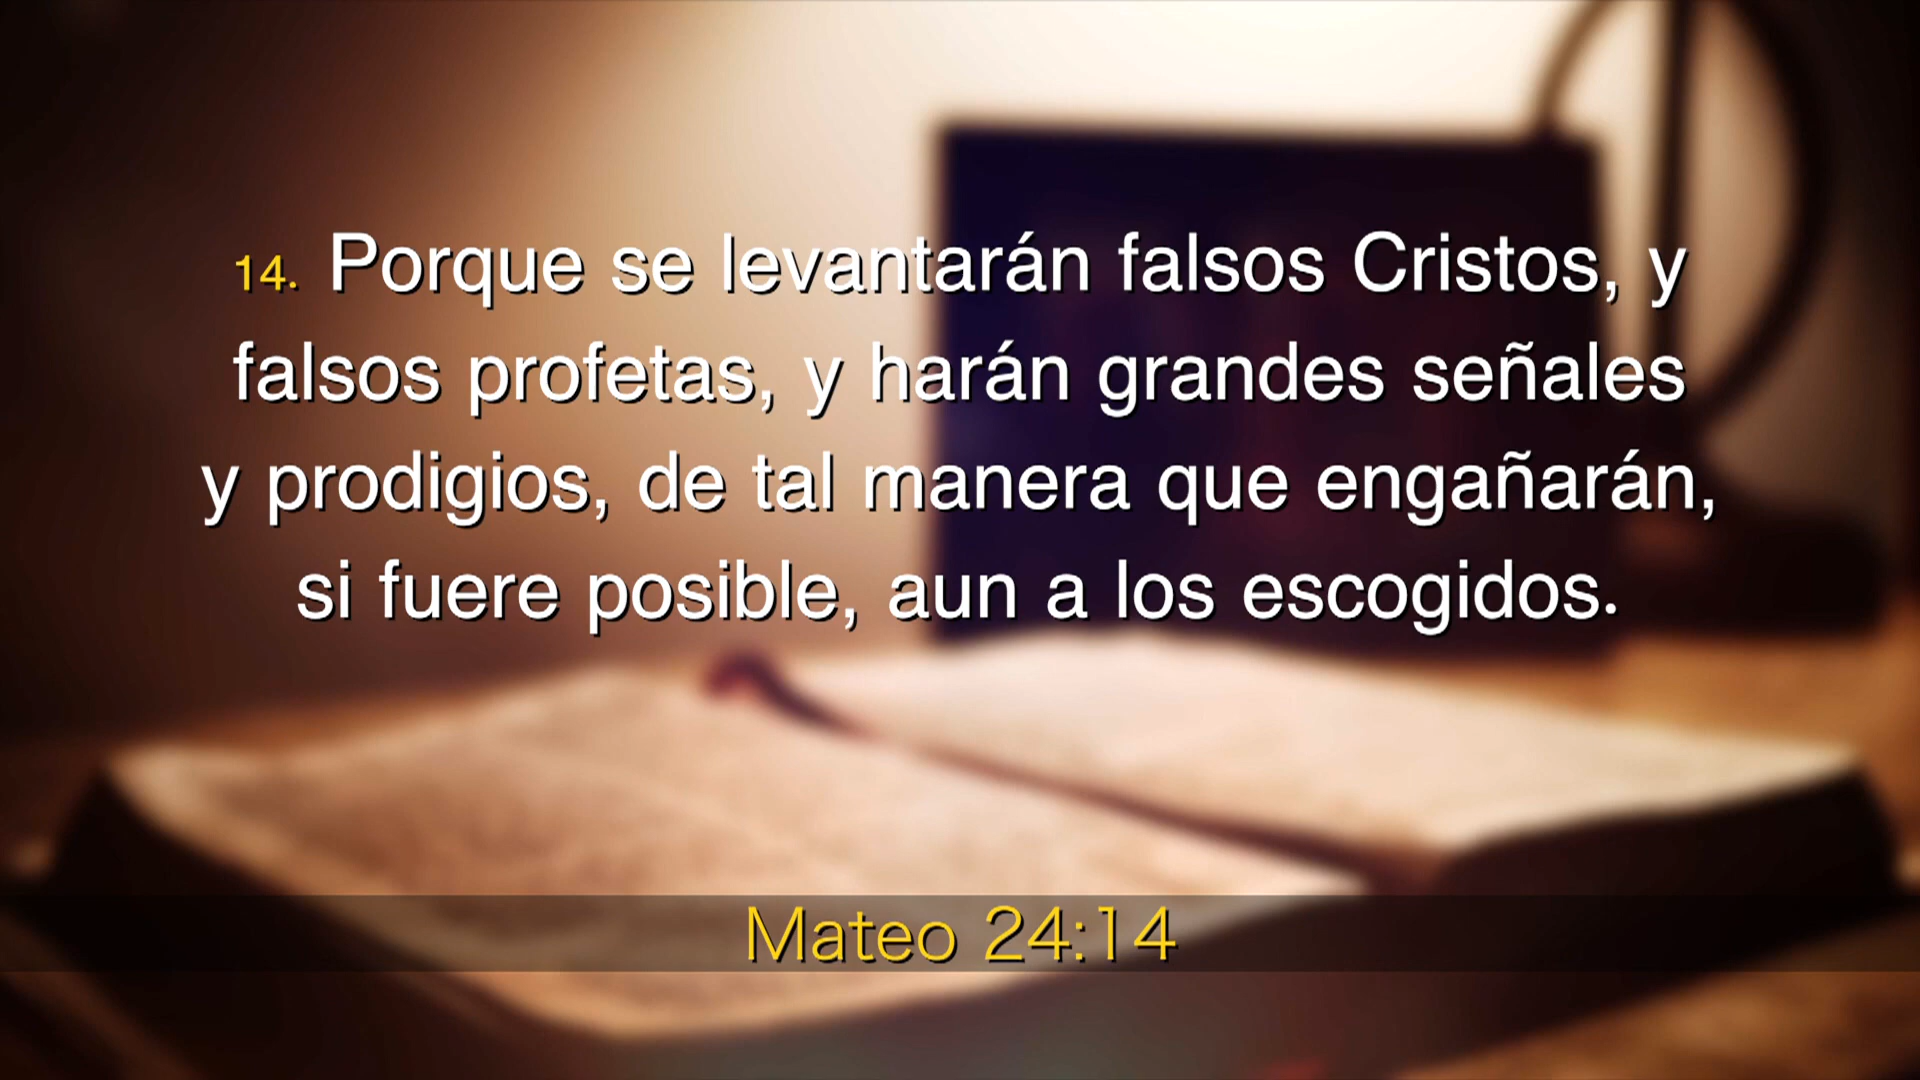 14. Porque se levantarán falsos Cristos, y
falsos profetas, y harán grandes señales
y prodigios, de tal manera que engañarán,
si fuere posible, aun a los escogidos.
Mateo 24:14